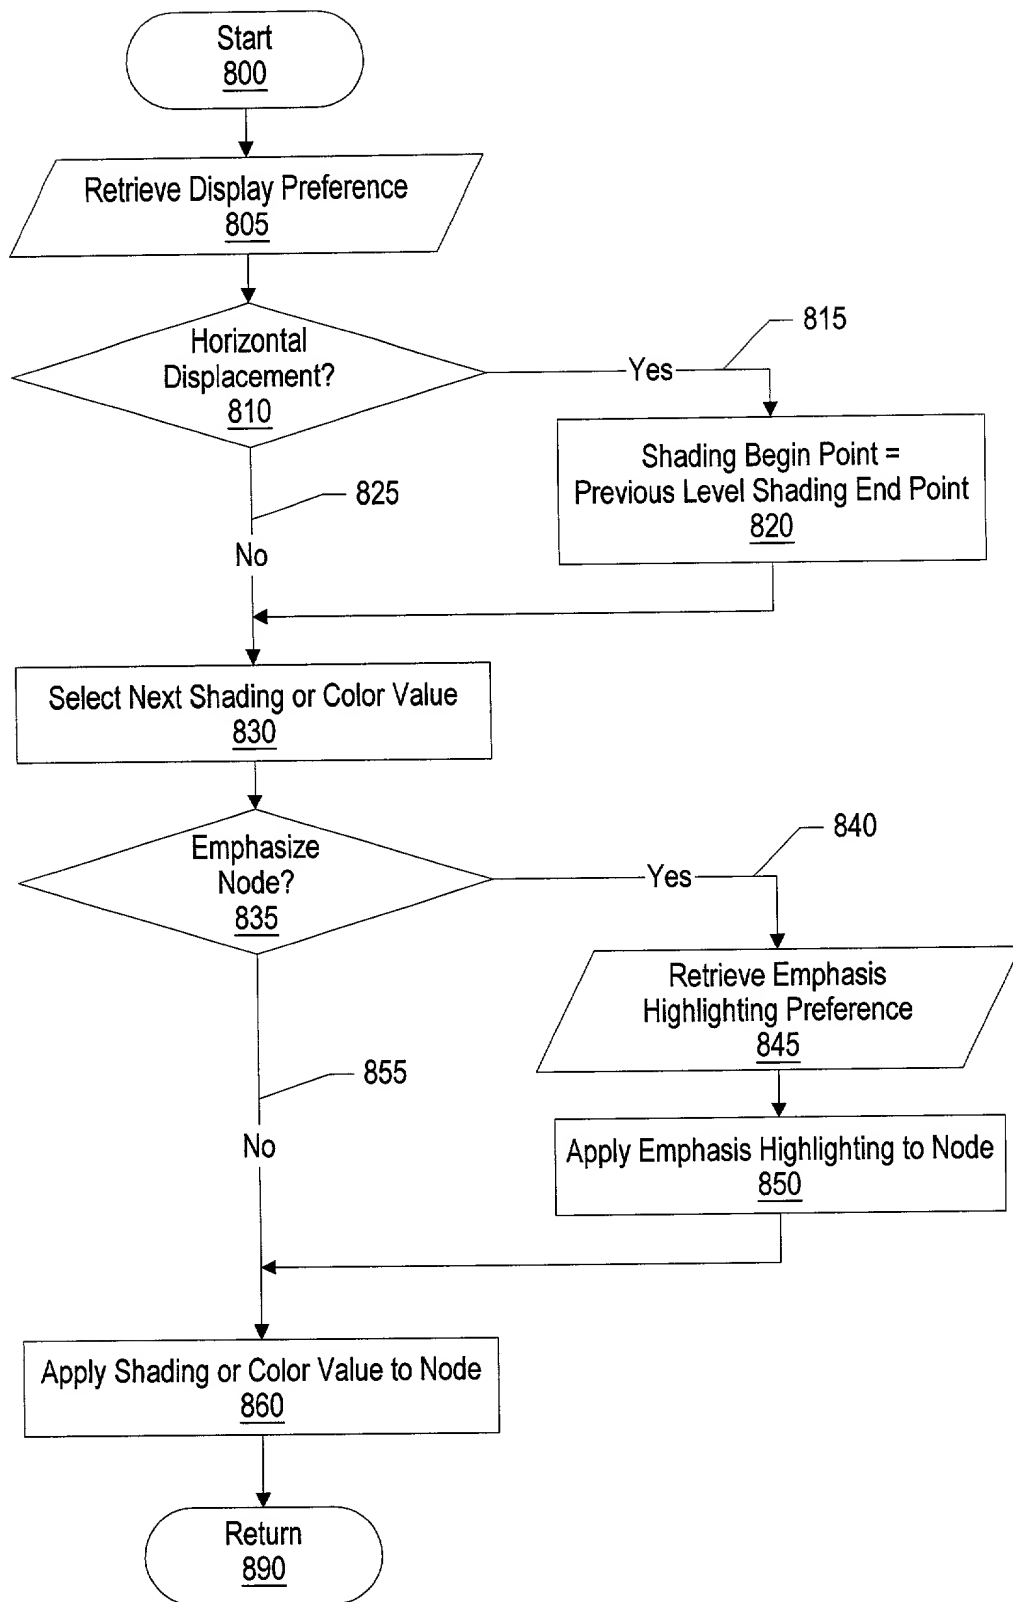 Start
800
Retrieve Display Preference
805
Horizontal
Displacement?
810
815
Yes
Shading Begin Point =
Previous Level Shading End Point
820
825
No
Select Next Shading or Color Value
830
Emphasize
Node?
835
840
Yes
Retrieve Emphasis
Highlighting Preference
845
Apply Emphasis Highlighting to Node
850
855
No
Apply Shading or Color Value to Node
860
Return
890